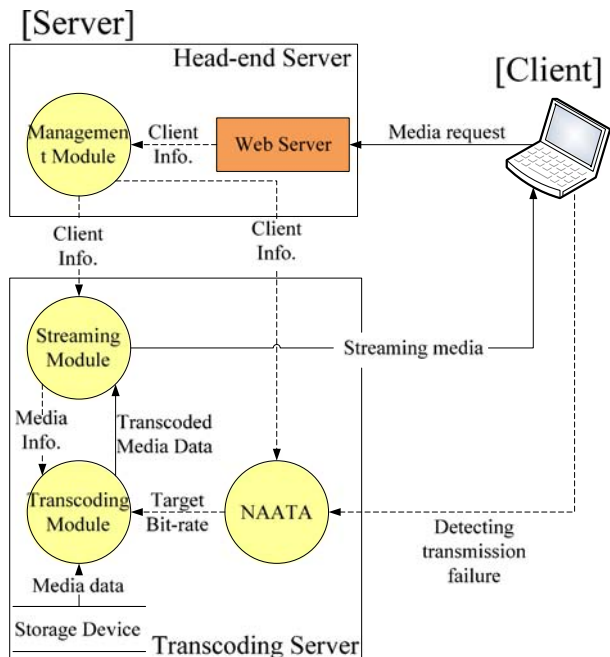 [Server]
Head-end Server
[Client]
Managemen
t Module
Client
Info.
Web Server
Media request
Client
Info.
Client
Info.
Streaming
Module
Streaming media
Media
Info.
Transcoded
Media Data
Transcoding
Module
Target
Bit-rate
NAATA
Detecting
transmission
failure
Media data
Storage Device
Transcoding Server